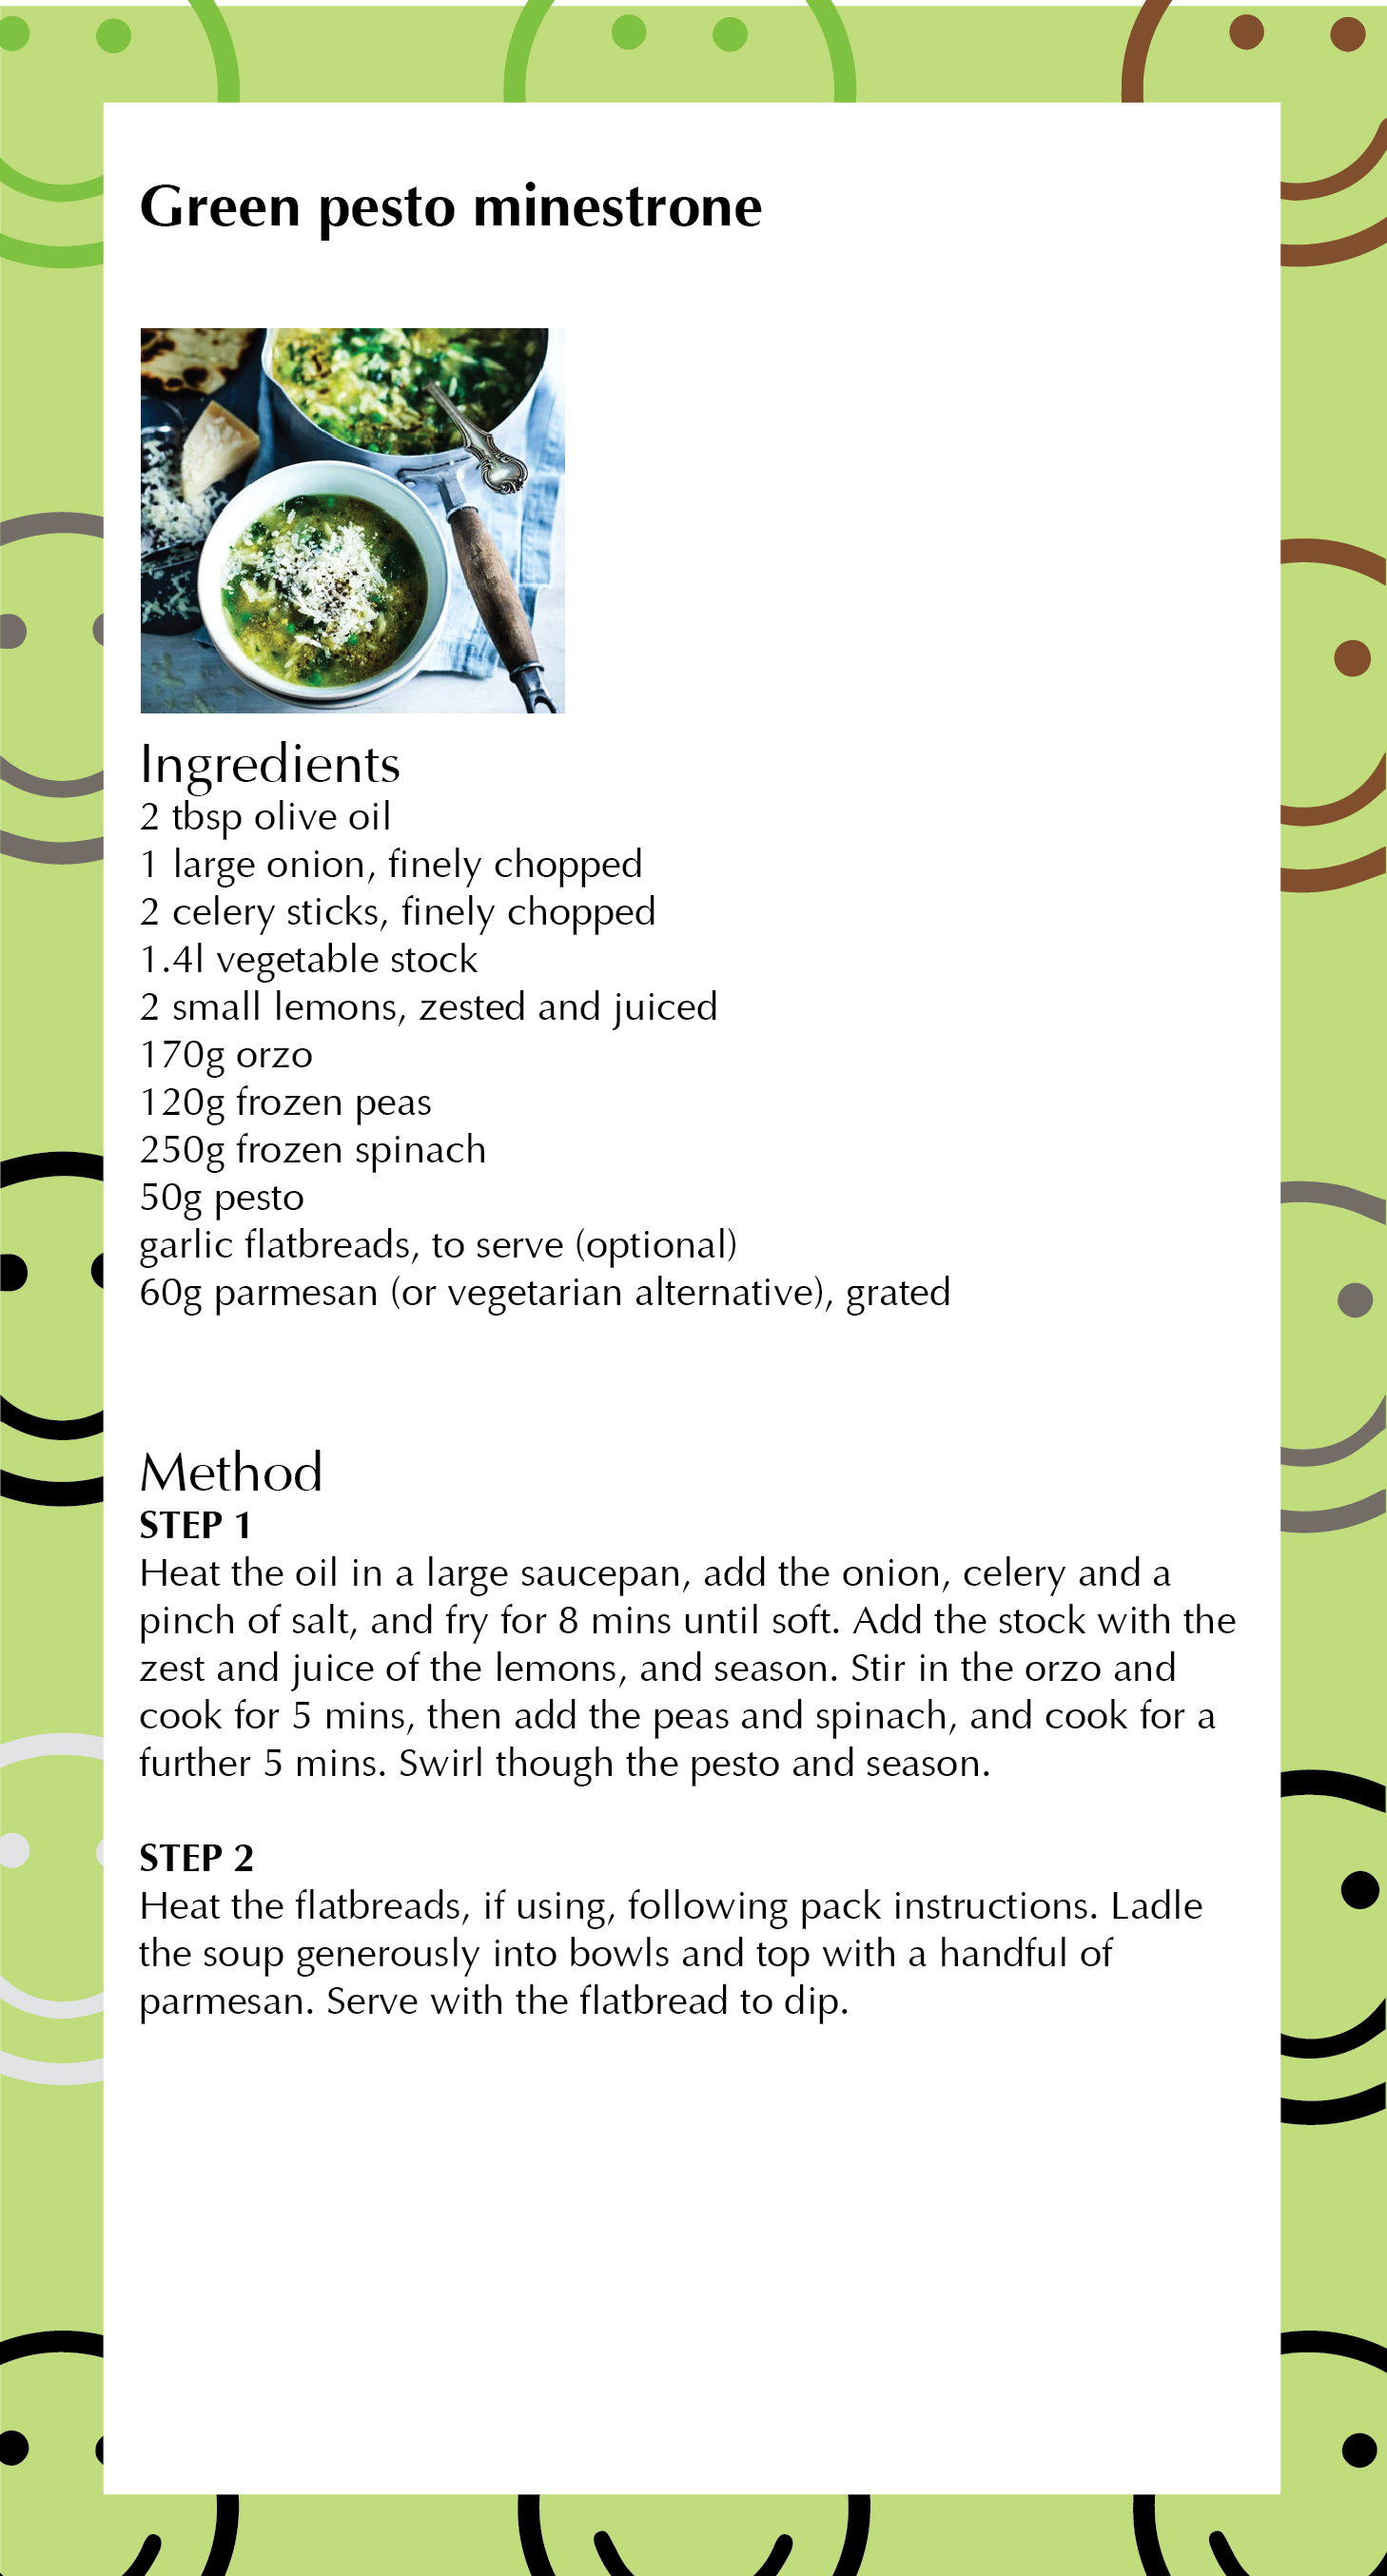 Green pesto minestrone
Ingredients
2 tbsp olive oil
1 large onion, finely chopped
2 celery sticks, finely chopped
1.4l vegetable stock
2 small lemons, zested and juiced
170g orzo
120g frozen peas
250g frozen spinach
50g pesto
garlic flatbreads, to serve (optional)
60g parmesan (or vegetarian alternative), grated
Method
STEP 1
Heat the oil in a large saucepan, add the onion, celery and a
pinch of salt, and fry for 8 mins until soft. Add the stock with the
zest and juice of the lemons, and season. Stir in the orzo and
cook for 5 mins, then add the peas and spinach, and cook for a
further 5 mins. Swirl though the pesto and season.
STEP 2
Heat the flatbreads, if using, following pack instructions. Ladle
the soup generously into bowls and top with a handful of
parmesan. Serve with the flatbread to dip.